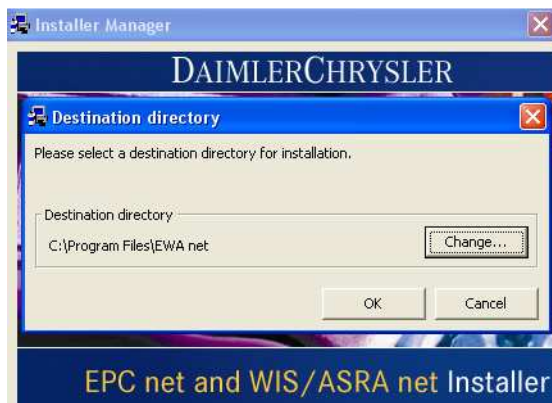 Installer Manager
DAIMLERCHRYSLER
Destination directory
Please select a destination directory for installation.
Destination directory
C:\Program Files\EWA net
Change...
OK
Cancel
EPC net and WIS/ASRA net Installer